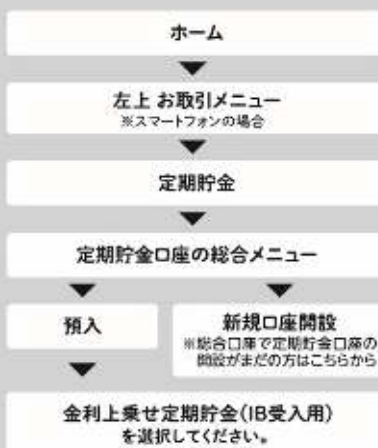 ホーム
左上 お取引メニュー
※スマートフォンの場合
定期貯金
定期貯金口座の総合メニュー
預入
新規口座開設
※総合口座で定期貯金口座の
開設がまだの方はこちらから
金利上乗せ定期貯金(IB受入用)
を選択してください。